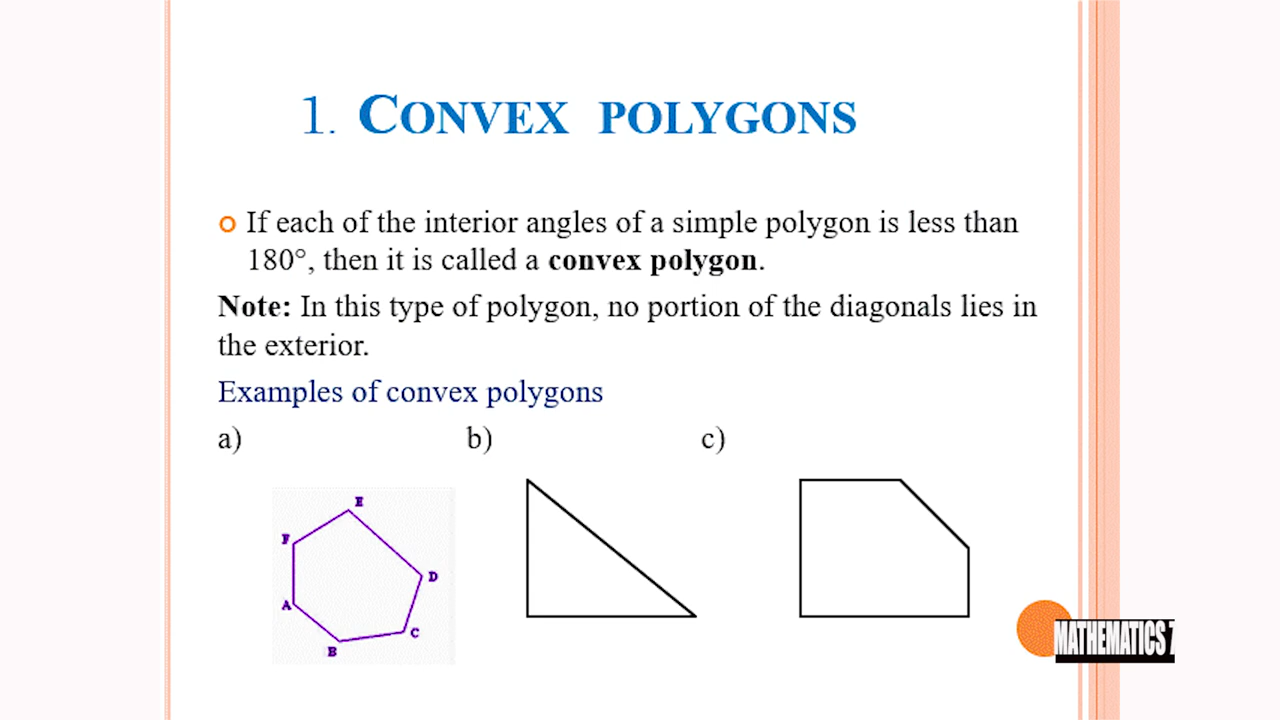 1. CONVEX POLYGONS
If each of the interior angles of a simple polygon is less than
180°, then it is called a convex polygon.
Note: In this type of polygon, no portion of the diagonals lies in
the exterior.
Examples of convex polygons
a) b) c)
E
F
D
A
C
B
MATHEMATICS 7